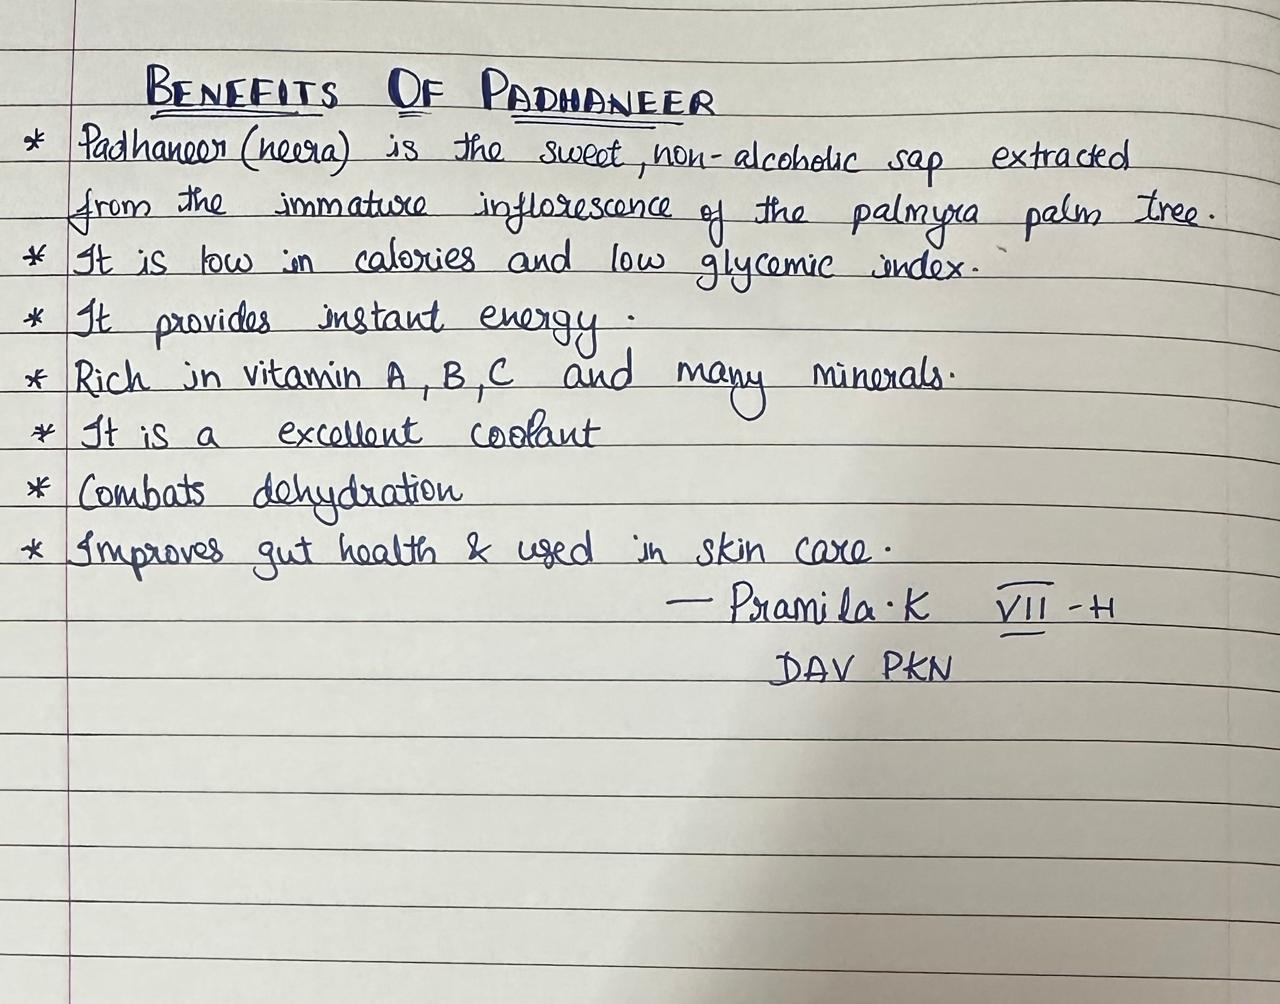 BENEFITS OF PADHANEER
* Padhaneer (neera) is the sweet, non-alcoholic sap extracted
from the immature inflorescence of the palmyra palm tree.
* It is low in calories and low glycemic index.
* It provides instant energy.
* Rich in vitamin A, B, C and many minerals.
* It is a excellent coolant
* Combats dehydration
* Improves gut health & used in skin care.
— Pramila.K VII - H
DAV PKN